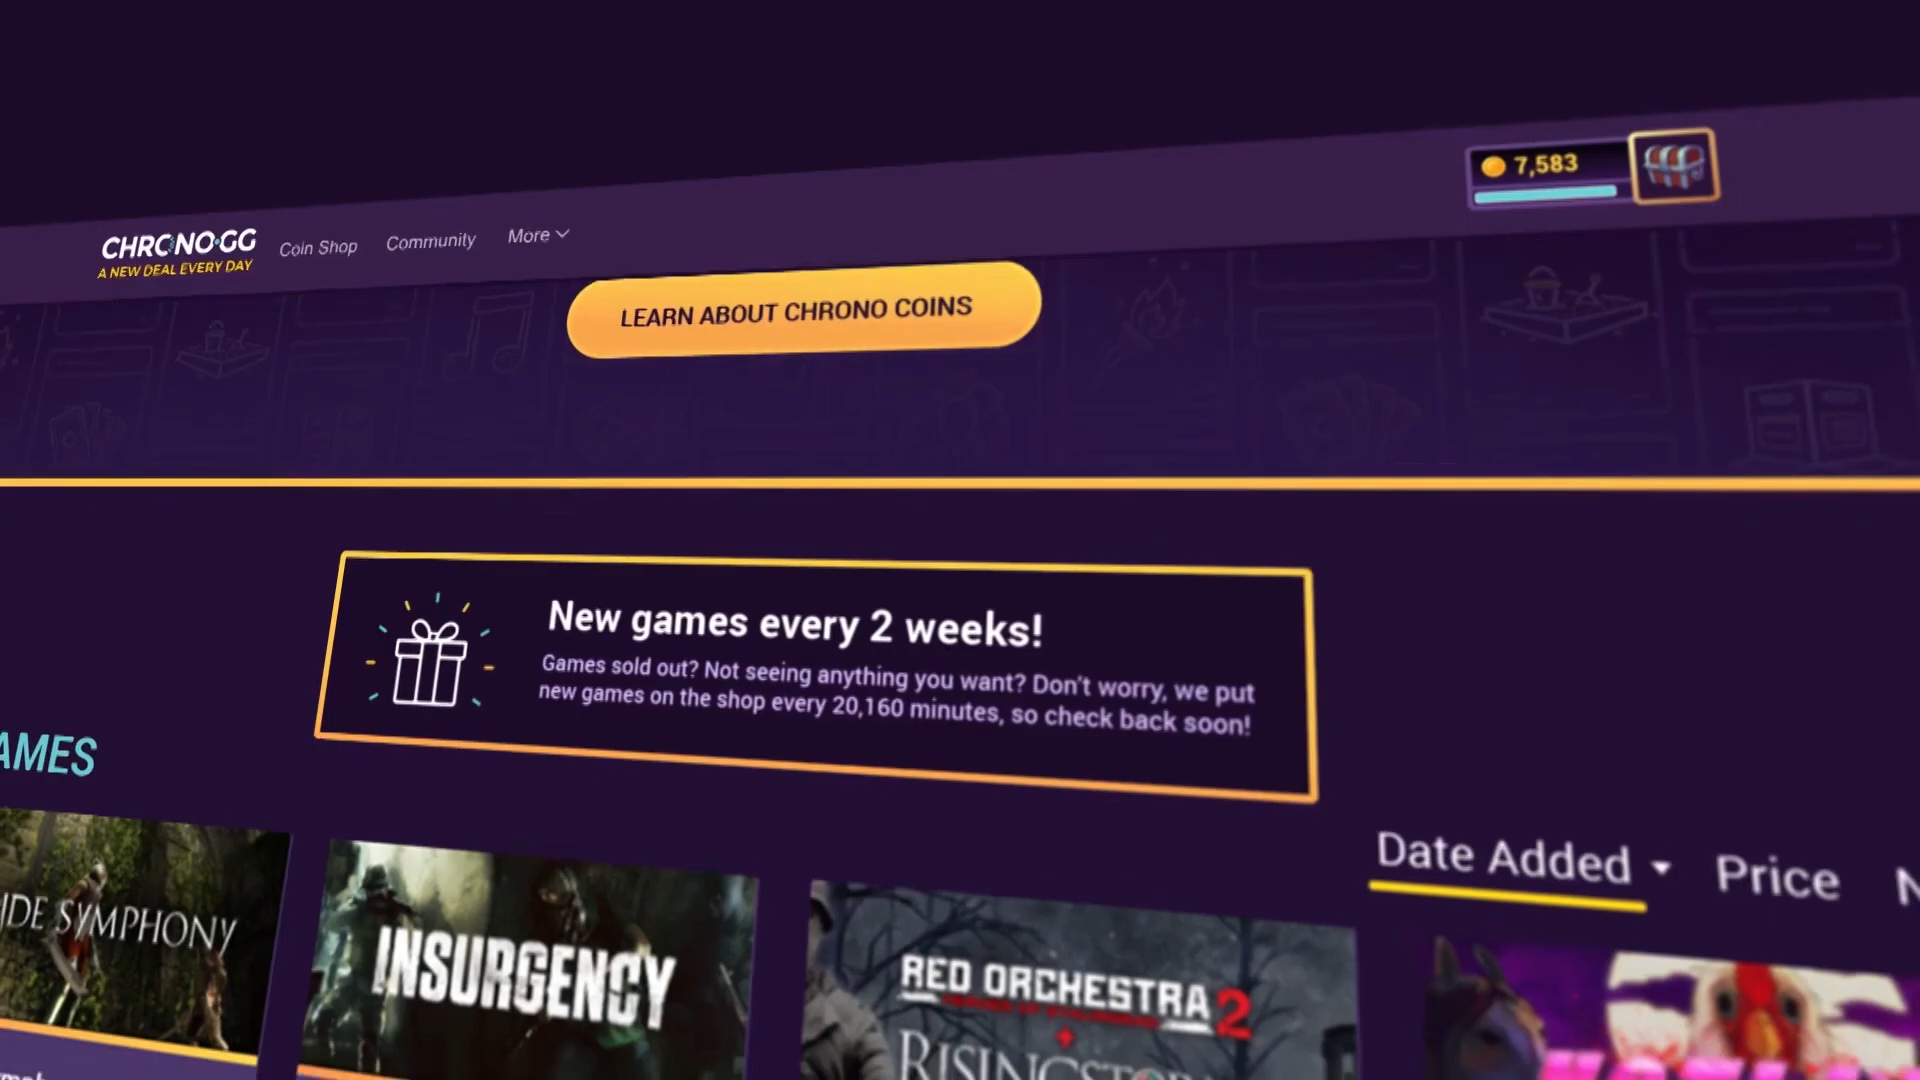 7,583
CHRONO.GG
A NEW DEAL EVERY DAY
Coin Shop
Community
More
LEARN ABOUT CHRONO COINS
New games every 2 weeks!
Games sold out? Not seeing anything you want? Don't worry, we put
new games on the shop every 20,160 minutes, so check back soon!
AMES
Date Added
Price
N
IDE SYMPHONY
INSURGENCY
RED ORCHESTRA 2
RISINGSTOR